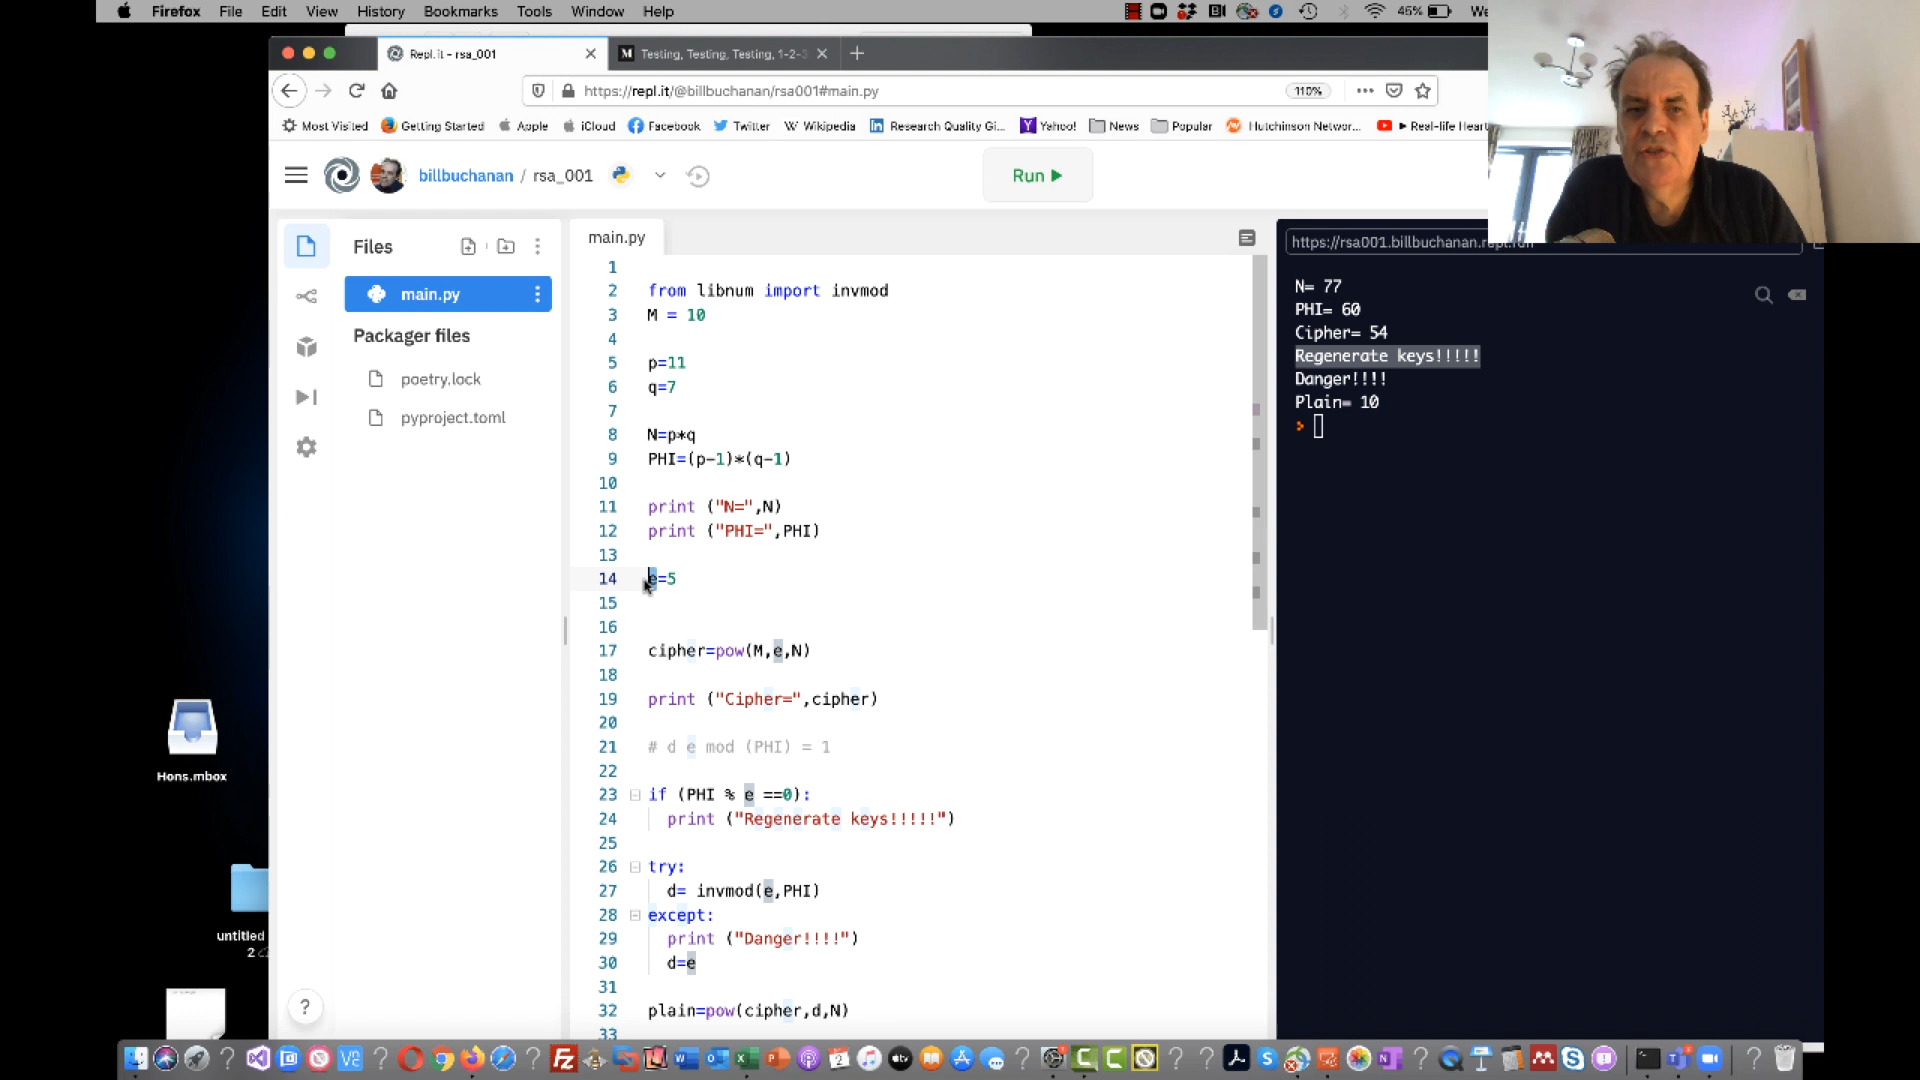 Firefox File Edit View History Bookmarks Tools Window Help 45% We
Repl.it - rsa_001 Testing, Testing, Testing, 1-2-3
https://repl.it/@billbuchanan/rsa001#main.py 110%
Most Visited Getting Started Apple iCloud Facebook Twitter Wikipedia Research Quality Gi... Yahoo! News Popular Hutchinson Networ... Real-life Heart
billbuchanan / rsa_001 Run
Files
main.py
Packager files
poetry.lock
pyproject.toml
?
main.py
1
2 from libnum import invmod
3 M = 10
4
5 p=11
6 q=7
7
8 N=p*q
9 PHI=(p-1)*(q-1)
10
11 print ("N=",N)
12 print ("PHI=",PHI)
13
14 e=5
15
16
17 cipher=pow(M,e,N)
18
19 print ("Cipher=",cipher)
20
21 # d e mod (PHI) = 1
22
23 if (PHI % e ==0):
24 print ("Regenerate keys!!!!!")
25
26 try:
27 d= invmod(e,PHI)
28 except:
29 print ("Danger!!!!")
30 d=e
31
32 plain=pow(cipher,d,N)
33
https://rsa001.billbuchanan.repl.run
N= 77
PHI= 60
Cipher= 54
Regenerate keys!!!!!
Danger!!!!
Plain= 10
Hons.mbox
untitled
2